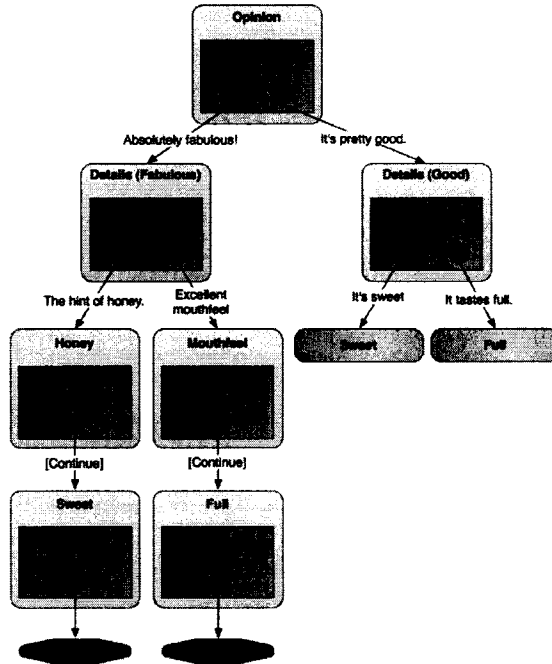 Opinion
Absolutely fabulous!
It's pretty good.
Details (Fabulous)
Details (Good)
The hint of honey.
Excellent
mouthfeel
It's sweet
It tastes full.
Honey
Mouthfeel
Sweet
Full
[Continue]
[Continue]
Sweet
Full